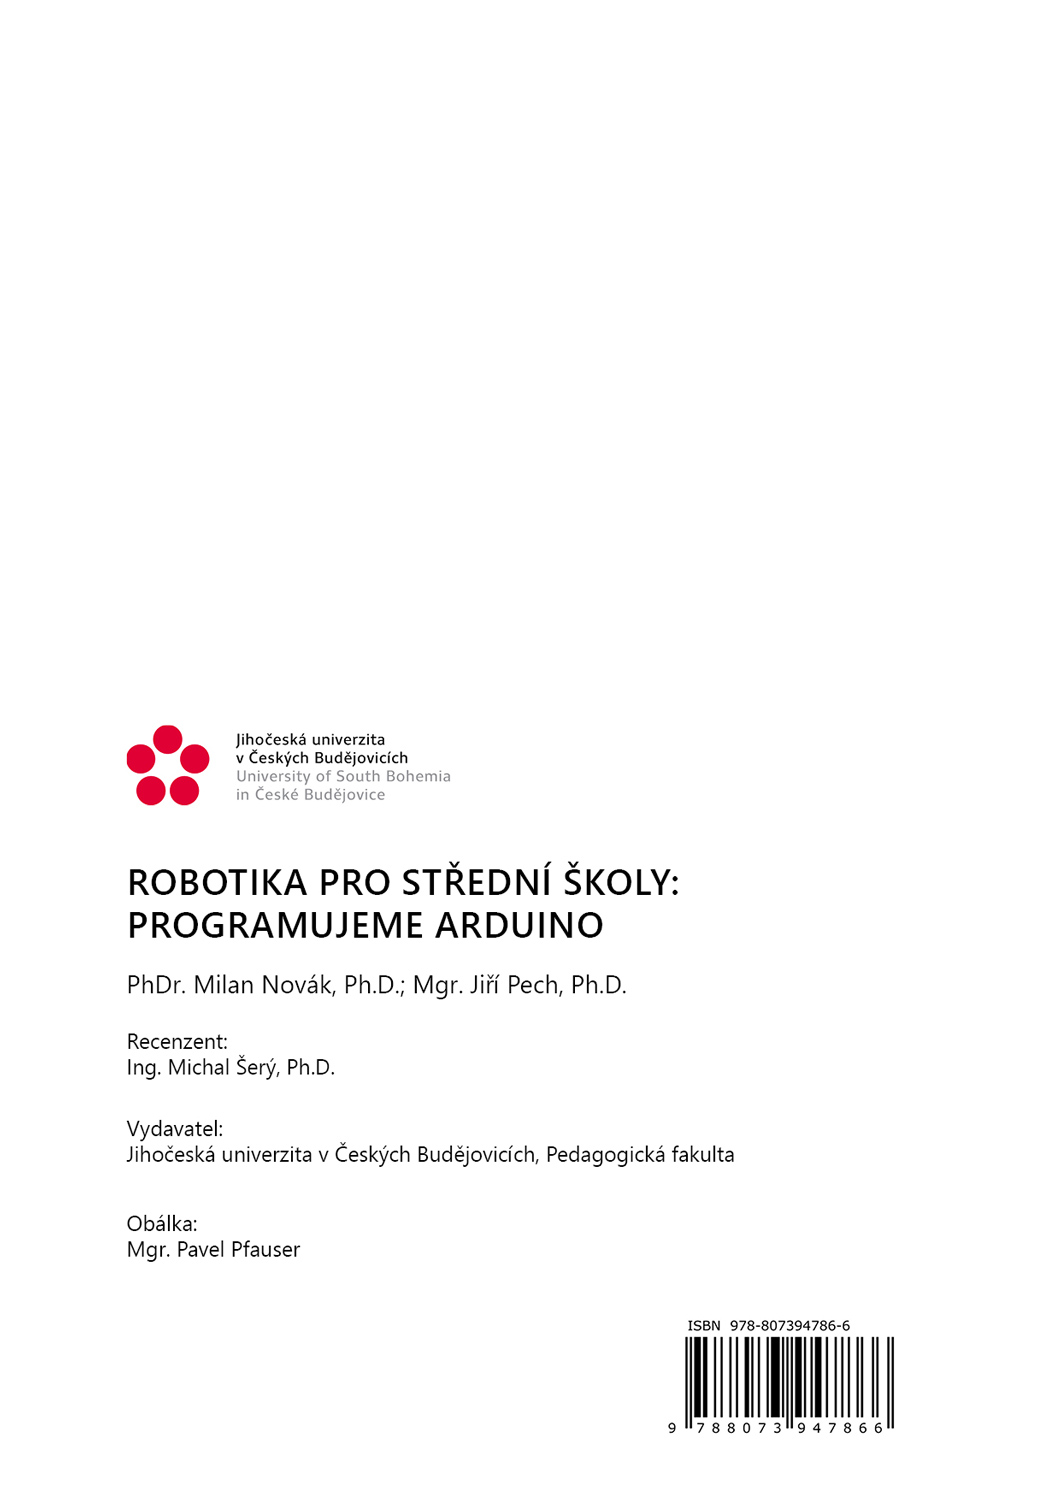 Jihočeská univerzita
v Českých Budějovicích
University of South Bohemia
in České Budějovice
ROBOTIKA PRO STŘEDNÍ ŠKOLY:
PROGRAMUJEME ARDUINO
PhDr. Milan Novák, Ph.D.; Mgr. Jiří Pech, Ph.D.
Recenzent:
Ing. Michal Šerý, Ph.D.
Vydavatel:
Jihočeská univerzita v Českých Budějovicích, Pedagogická fakulta
Obálka:
Mgr. Pavel Pfauser
ISBN 978-807394786-6
9 788073 947866